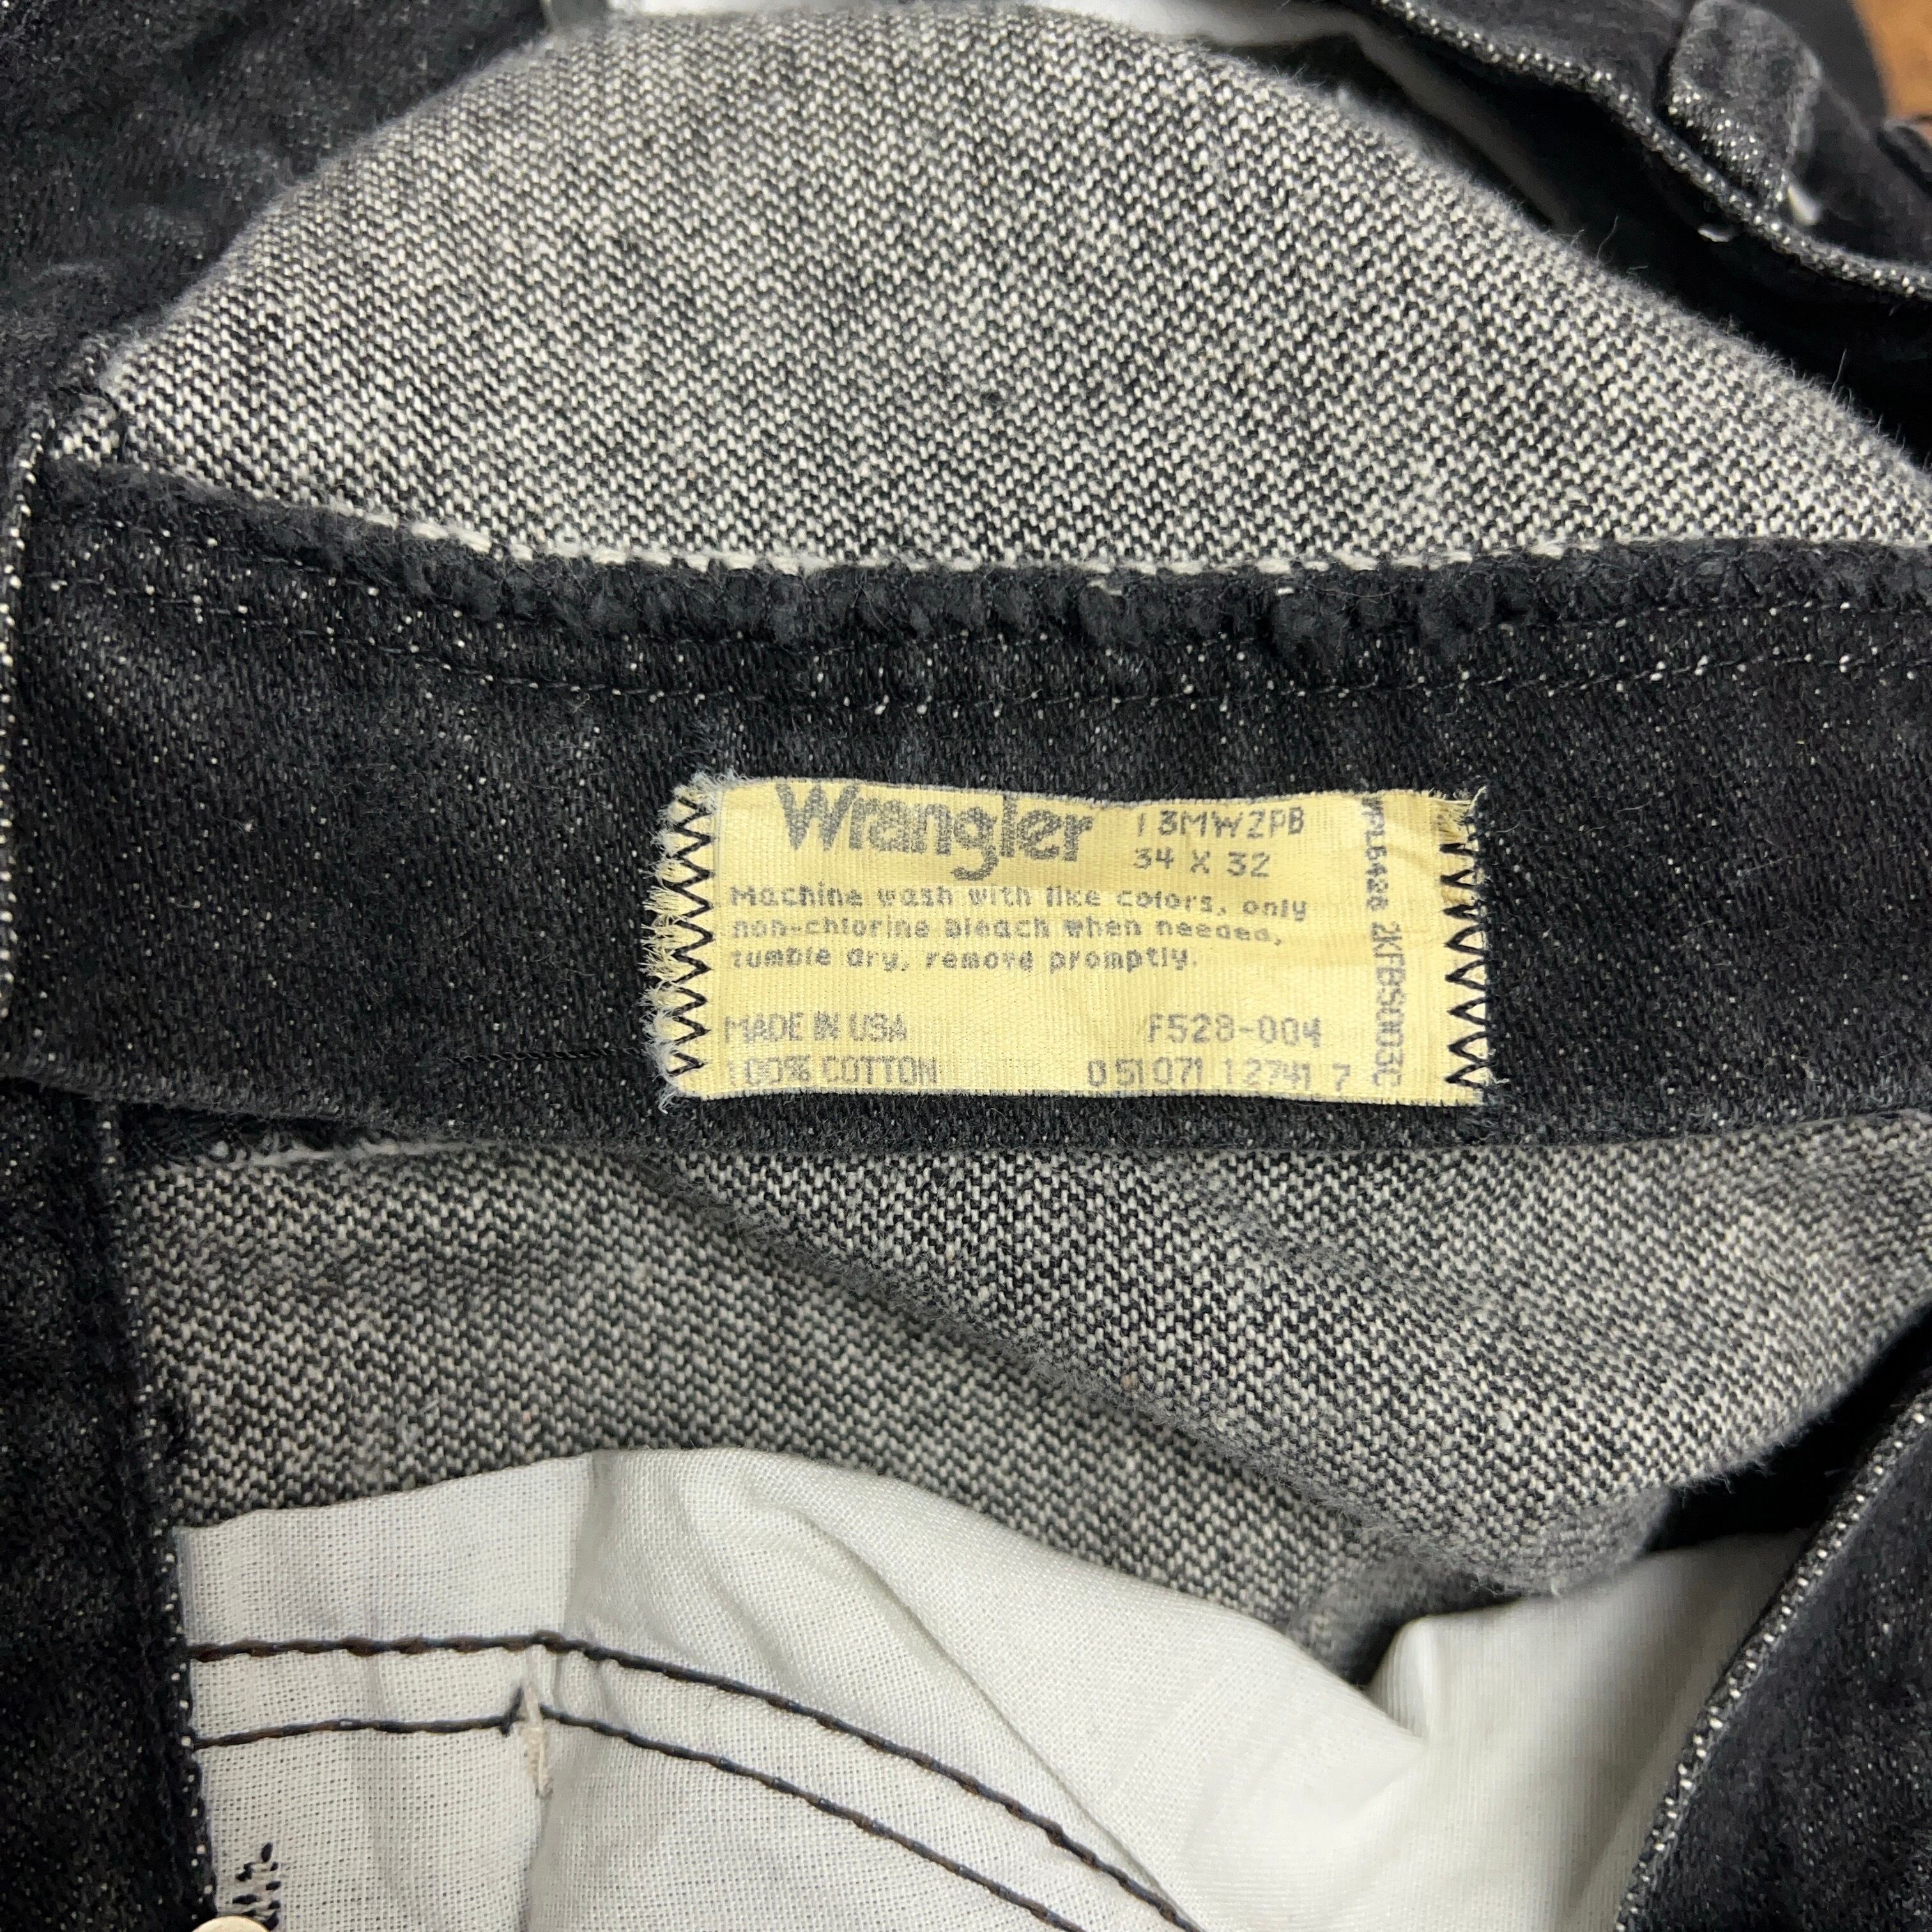 Wrangler 13MWZPB
34 X 32
Machine wash with like colors, only
non-chlorine bleach when needed,
tumble dry, remove promptly.
MADE IN USA F528-004
100% COTTON 0 51071 12741 7